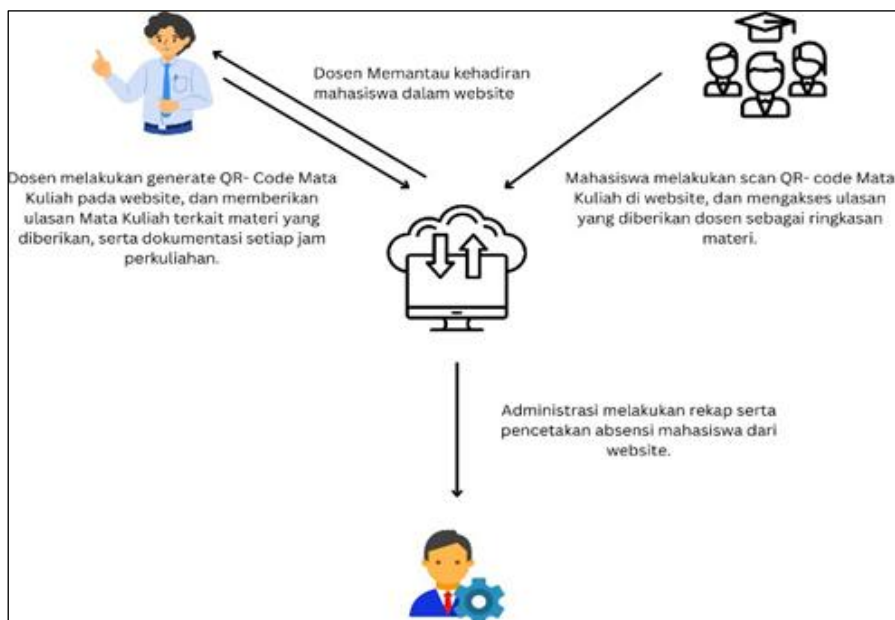 Dosen Memantau kehadiran
mahasiswa dalam website
Dosen melakukan generate QR- Code Mata
Kuliah pada website, dan memberikan
ulasan Mata Kuliah terkait materi yang
diberikan, serta dokumentasi setiap jam
perkuliahan.
Mahasiswa melakukan scan QR- code Mata
Kuliah di website, dan mengakses ulasan
yang diberikan dosen sebagai ringkasan
materi.
Administrasi melakukan rekap serta
pencetakan absensi mahasiswa dari
website.